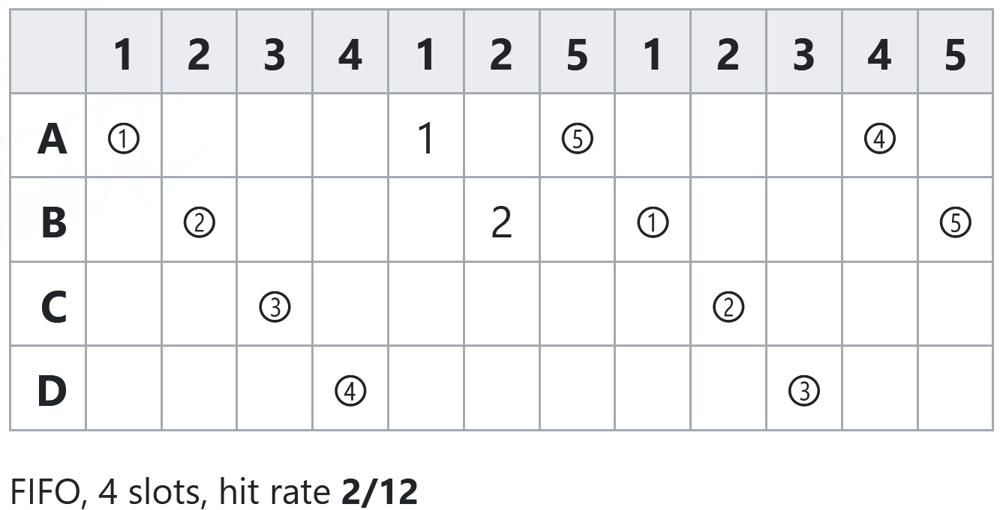 1 2 3 4 1 2 5 1 2 3 4 5
A ① 1 ⑤ ④
B ② 2 ① ⑤
C ③ ②
D ④ ③
FIFO, 4 slots, hit rate 2/12